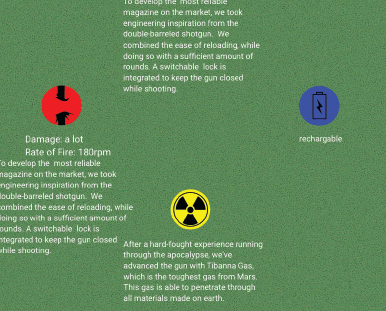 To develop the most reliable
magazine on the market, we took
engineering inspiration from the
double-barreled shotgun. We
combined the ease of reloading, while
doing so with a sufficient amount of
rounds. A switchable lock is
integrated to keep the gun closed
while shooting.
Damage: a lot
Rate of Fire: 180rpm
To develop the most reliable
magazine on the market, we took
engineering inspiration from the
double-barreled shotgun. We
combined the ease of reloading, while
doing so with a sufficient amount of
rounds. A switchable lock is
integrated to keep the gun closed
while shooting.
rechargable
After a hard-fought experience running
through the apocalypse, we've
advanced the gun with Tibanna Gas,
which is the toughest gas from Mars.
This gas is able to penetrate through
all materials made on earth.